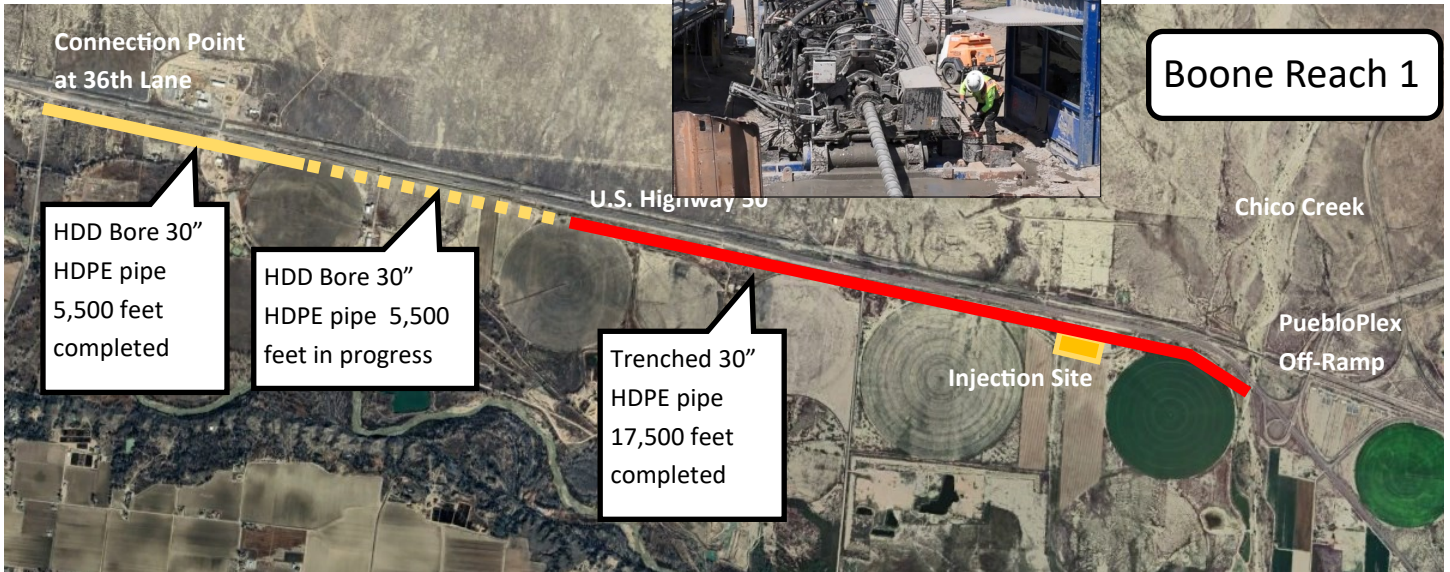 Connection Point
at 36th Lane
Boone Reach 1
HDD Bore 30”
HDPE pipe
5,500 feet
completed
HDD Bore 30”
HDPE pipe 5,500
feet in progress
U.S. Highway 50
Trenched 30”
HDPE pipe
17,500 feet
completed
Injection Site
Chico Creek
PuebloPlex
Off-Ramp